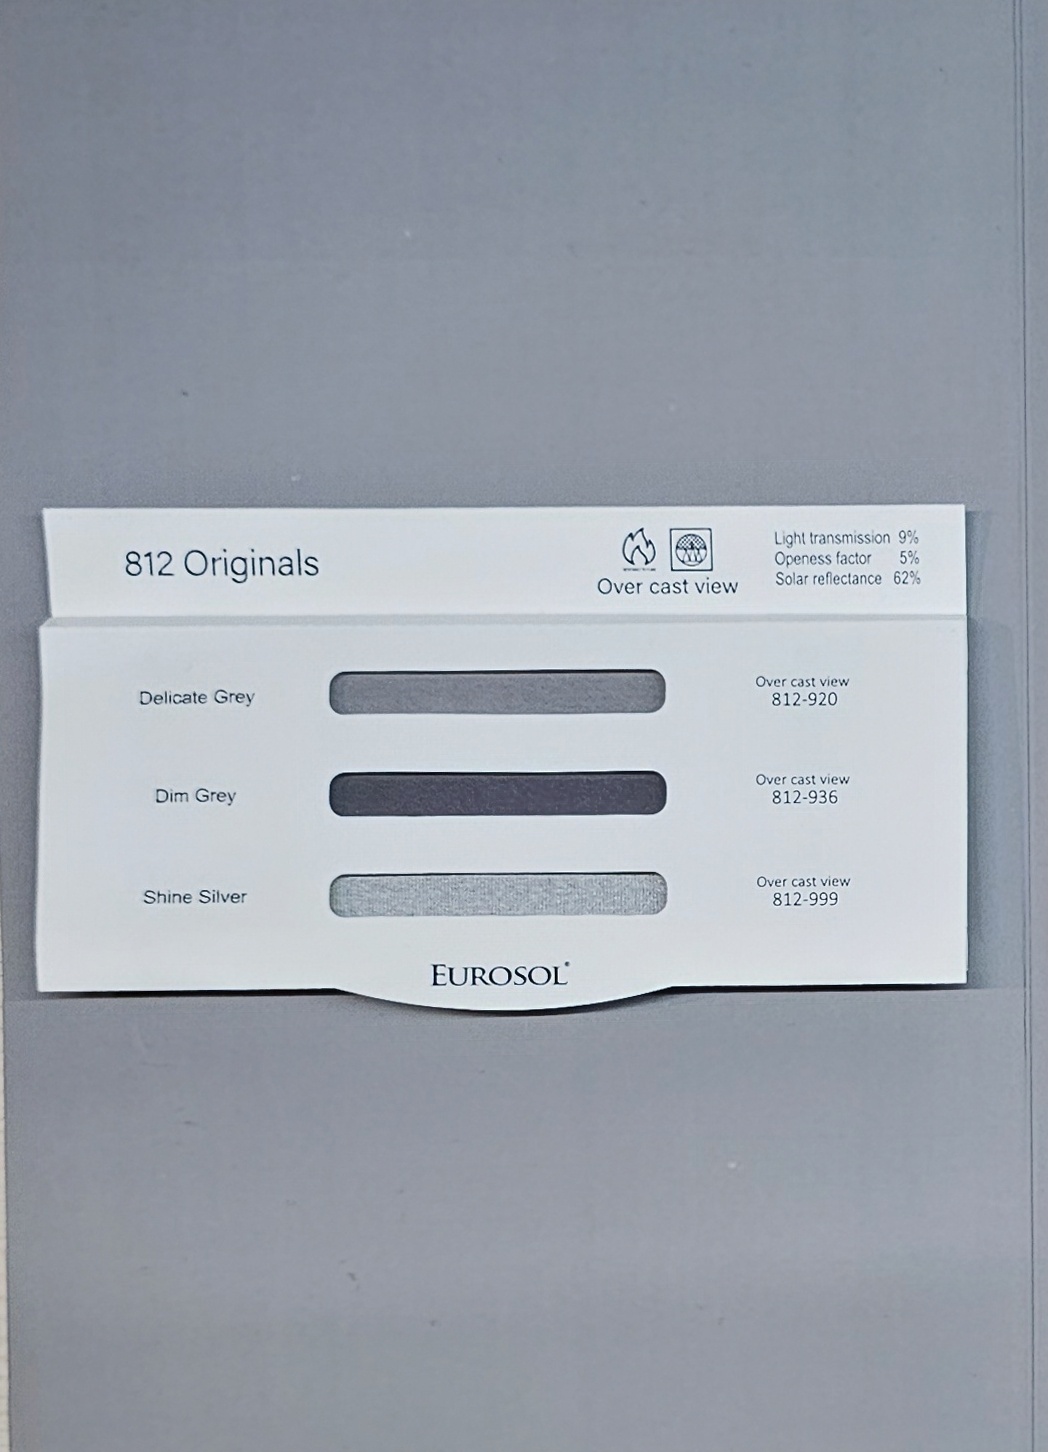 812 Originals
Over cast view
Light transmission 9%
Openess factor 5%
Solar reflectance 62%
Delicate Grey
Over cast view
812-920
Dim Grey
Over cast view
812-936
Shine Silver
Over cast view
812-999
EUROSOL®